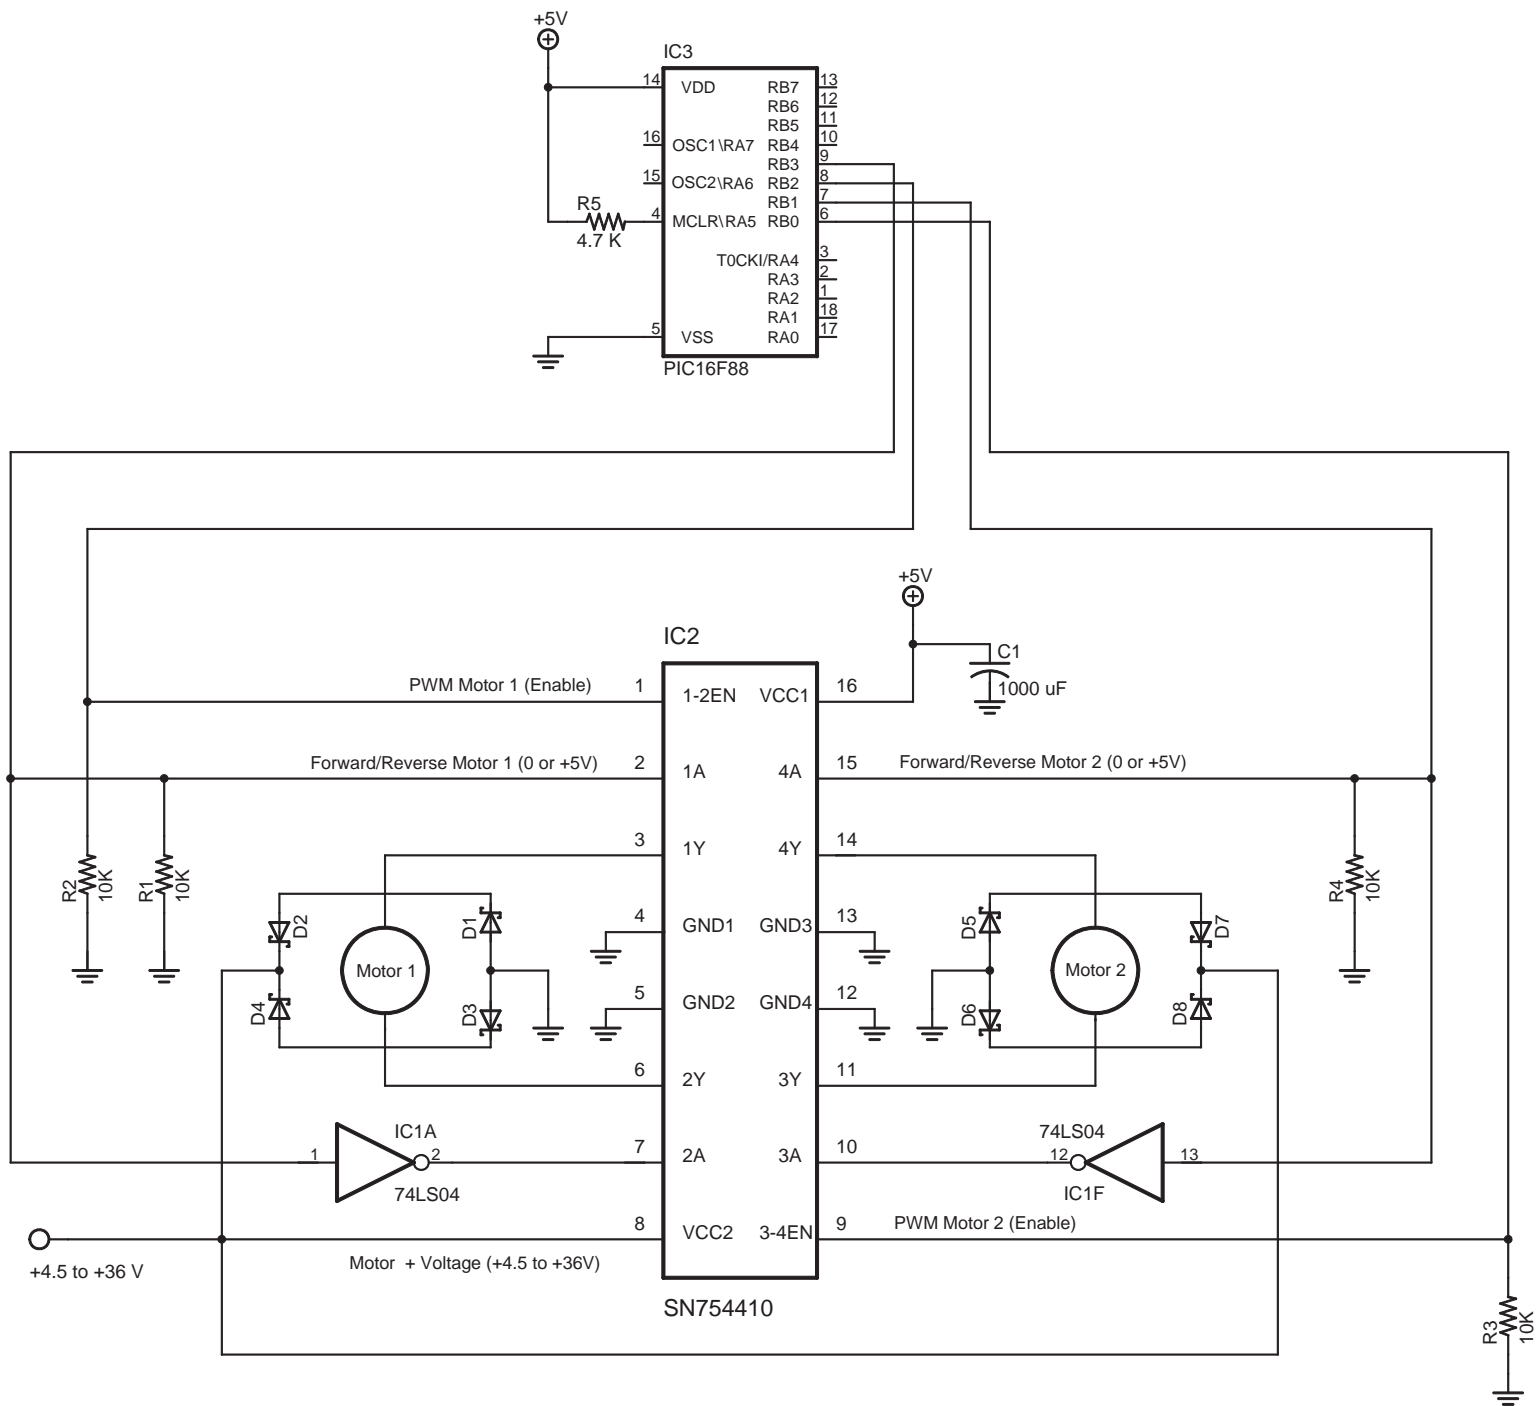 +5V
IC3
14 VDD RB7 13
RB6 12
RB5 11
16 OSC1\RA7 RB4 10
RB3 9
15 OSC2\RA6 RB2 8
RB1 7
R5
4 MCLR\RA5 RB0 6
4.7 K
T0CKI/RA4 3
RA3 2
RA2 1
RA1 18
5 VSS RA0 17
PIC16F88
+5V
IC2
C1
1000 uF
PWM Motor 1 (Enable) 1 1-2EN VCC1 16
Forward/Reverse Motor 1 (0 or +5V) 2 1A 4A 15 Forward/Reverse Motor 2 (0 or +5V)
3 1Y 4Y 14
R2 10K
R1 10K
R4 10K
D2
D1
4 GND1 GND3 13
D5
D7
Motor 1
Motor 2
D4
D3
5 GND2 GND4 12
D6
D8
6 2Y 3Y 11
IC1A
74LS04
1 2 7 2A 3A 10 12 13
74LS04
IC1F
8 VCC2 3-4EN 9 PWM Motor 2 (Enable)
+4.5 to +36 V
Motor + Voltage (+4.5 to +36V)
SN754410
R3 10K